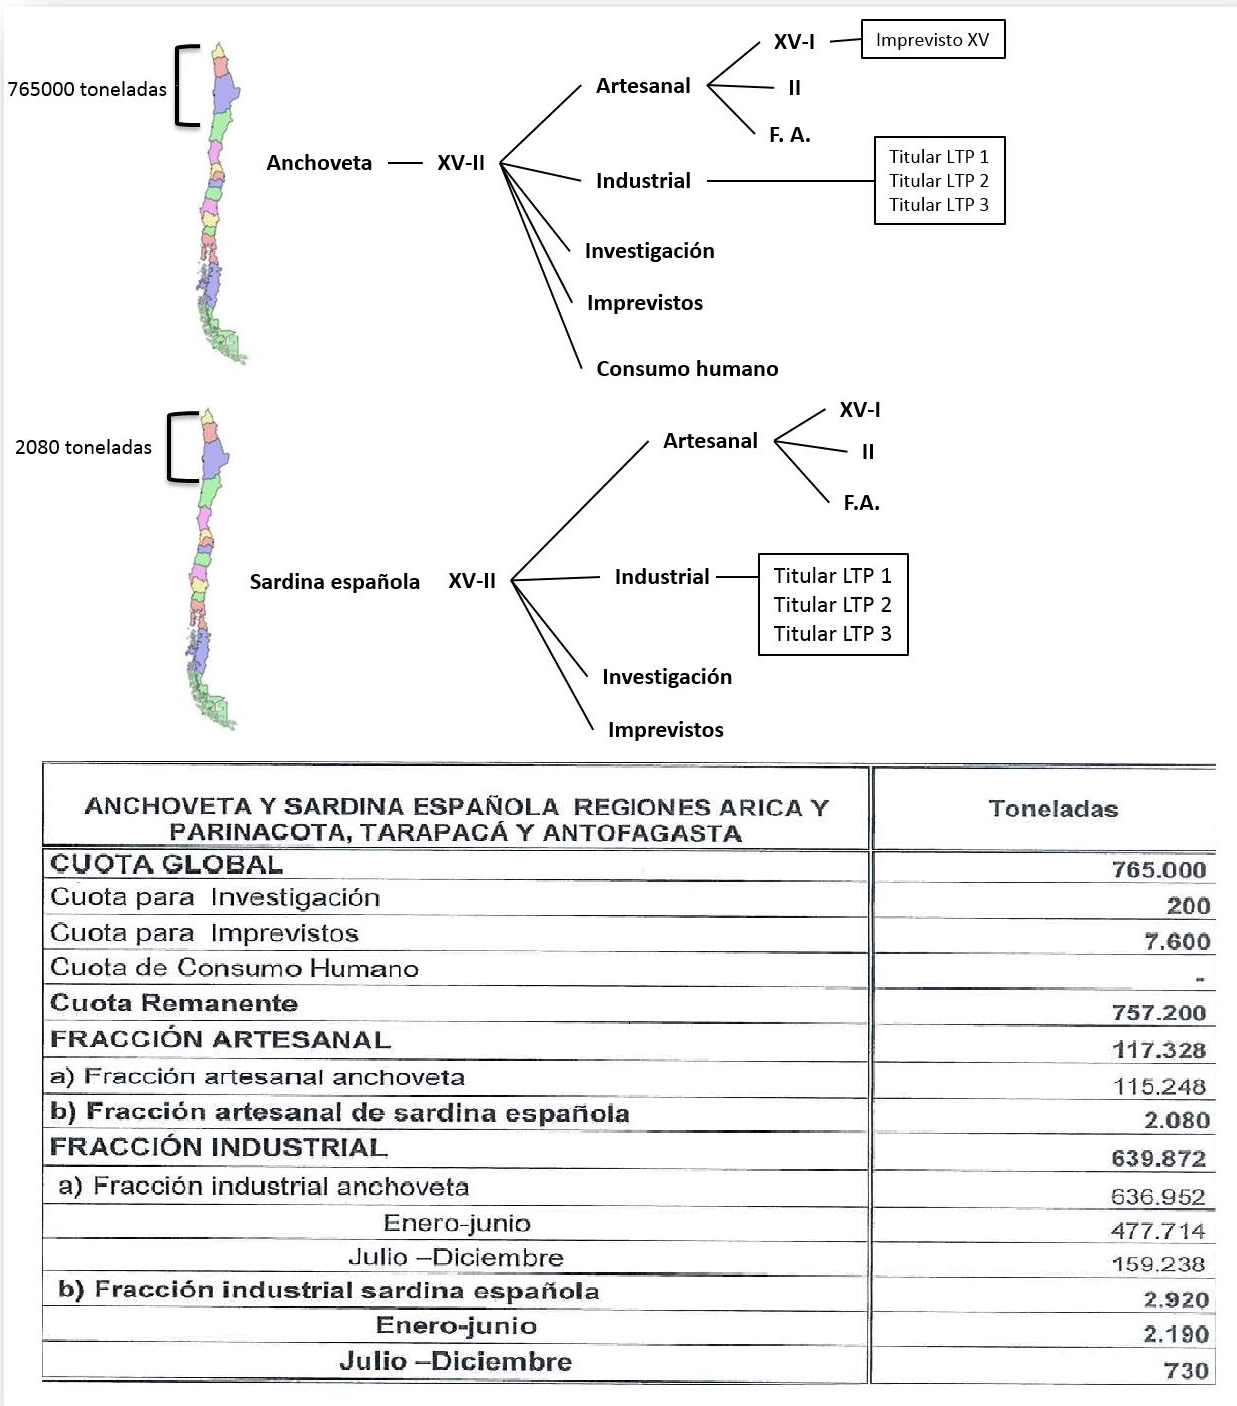 765000 toneladas
Anchoveta
XV-II
Artesanal
XV-I
Imprevisto XV
II
F. A.
Industrial
Titular LTP 1
Titular LTP 2
Titular LTP 3
Investigación
Imprevistos
Consumo humano
2080 toneladas
Sardina española
XV-II
Artesanal
XV-I
II
F.A.
Industrial
Titular LTP 1
Titular LTP 2
Titular LTP 3
Investigación
Imprevistos
ANCHOVETA Y SARDINA ESPAÑOLA REGIONES ARICA Y
PARINACOTA, TARAPACÁ Y ANTOFAGASTA
Toneladas
CUOTA GLOBAL 765.000
Cuota para Investigación 200
Cuota para Imprevistos 7.600
Cuota de Consumo Humano -
Cuota Remanente 757.200
FRACCIÓN ARTESANAL 117.328
a) Fracción artesanal anchoveta 115.248
b) Fracción artesanal de sardina española 2.080
FRACCIÓN INDUSTRIAL 639.872
a) Fracción industrial anchoveta 636.952
Enero-junio 477.714
Julio –Diciembre 159.238
b) Fracción industrial sardina española 2.920
Enero-junio 2.190
Julio –Diciembre 730